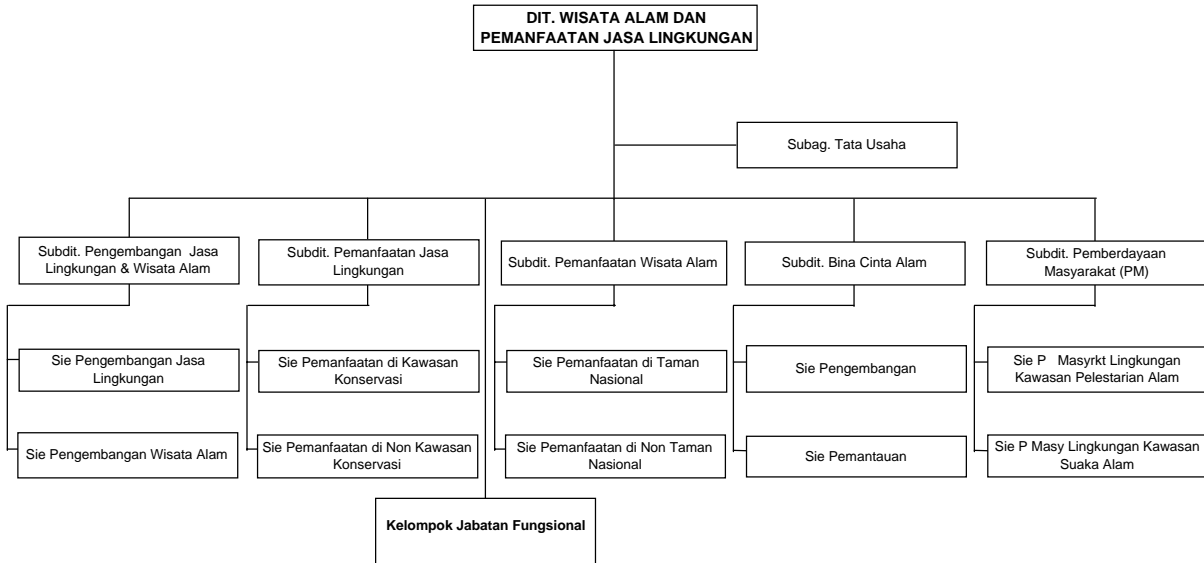 DIT. WISATA ALAM DAN
PEMANFAATAN JASA LINGKUNGAN
Subag. Tata Usaha
Subdit. Pengembangan Jasa
Lingkungan & Wisata Alam
Subdit. Pemanfaatan Jasa
Lingkungan
Subdit. Pemanfaatan Wisata Alam
Subdit. Bina Cinta Alam
Subdit. Pemberdayaan
Masyarakat (PM)
Sie Pengembangan Jasa
Lingkungan
Sie Pemanfaatan di Kawasan
Konservasi
Sie Pemanfaatan di Taman
Nasional
Sie Pengembangan
Sie P Masyrkt Lingkungan
Kawasan Pelestarian Alam
Sie Pengembangan Wisata Alam
Sie Pemanfaatan di Non Kawasan
Konservasi
Sie Pemanfaatan di Non Taman
Nasional
Sie Pemantauan
Sie P Masy Lingkungan Kawasan
Suaka Alam
Kelompok Jabatan Fungsional